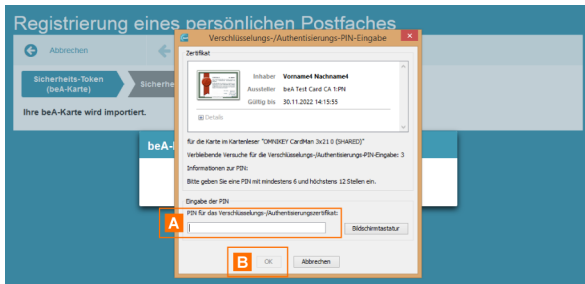 Registrierung eines persönlichen Postfaches
Abbrechen
Sicherheits-Token
(beA-Karte)
Sicherhe
Ihre beA-Karte wird importiert.
beA-
Verschlüsselungs-/Authentisierungs-PIN-Eingabe
Zertifikat
Inhaber Vorname4 Nachname4
Aussteller beA Test Card CA 1:PN
Gültig bis 30.11.2022 14:15:55
Details
für die Karte im Kartenleser "OMNIKEY CardMan 3x21 0 (SHARED)"
Verbleibende Versuche für die Verschlüsselungs-/Authentisierungs-PIN-Eingabe: 3
Informationen zur PIN:
Bitte geben Sie eine PIN mit mindestens 6 und höchstens 12 Stellen ein.
Eingabe der PIN
PIN für das Verschlüsselungs-/Authentisierungszertifikat:
A
Bildschirmtastatur
B
OK
Abbrechen